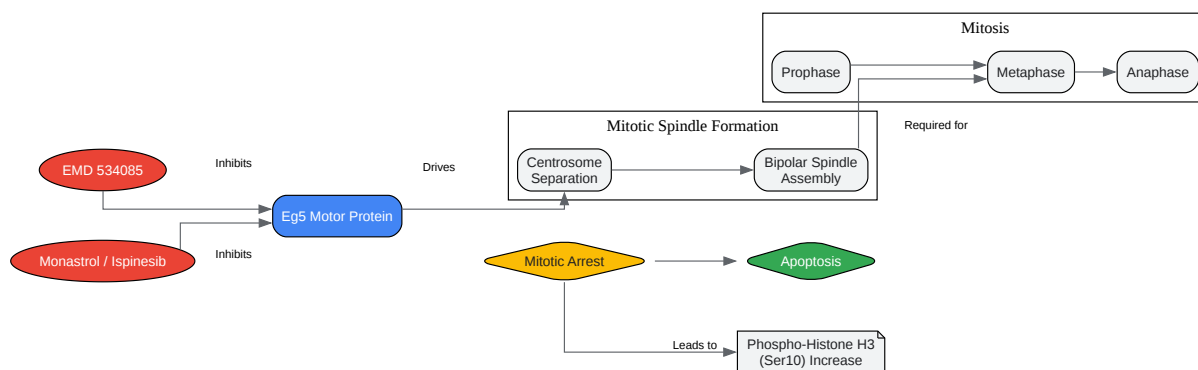 Mitosis
Prophase
Metaphase
Anaphase
Mitotic Spindle Formation
Required for
Centrosome
Separation
Bipolar Spindle
Assembly
EMD 534085
Inhibits
Drives
Eg5 Motor Protein
Monastrol / Ispinesib
Inhibits
Mitotic Arrest
Apoptosis
Leads to
Phospho-Histone H3
(Ser10) Increase